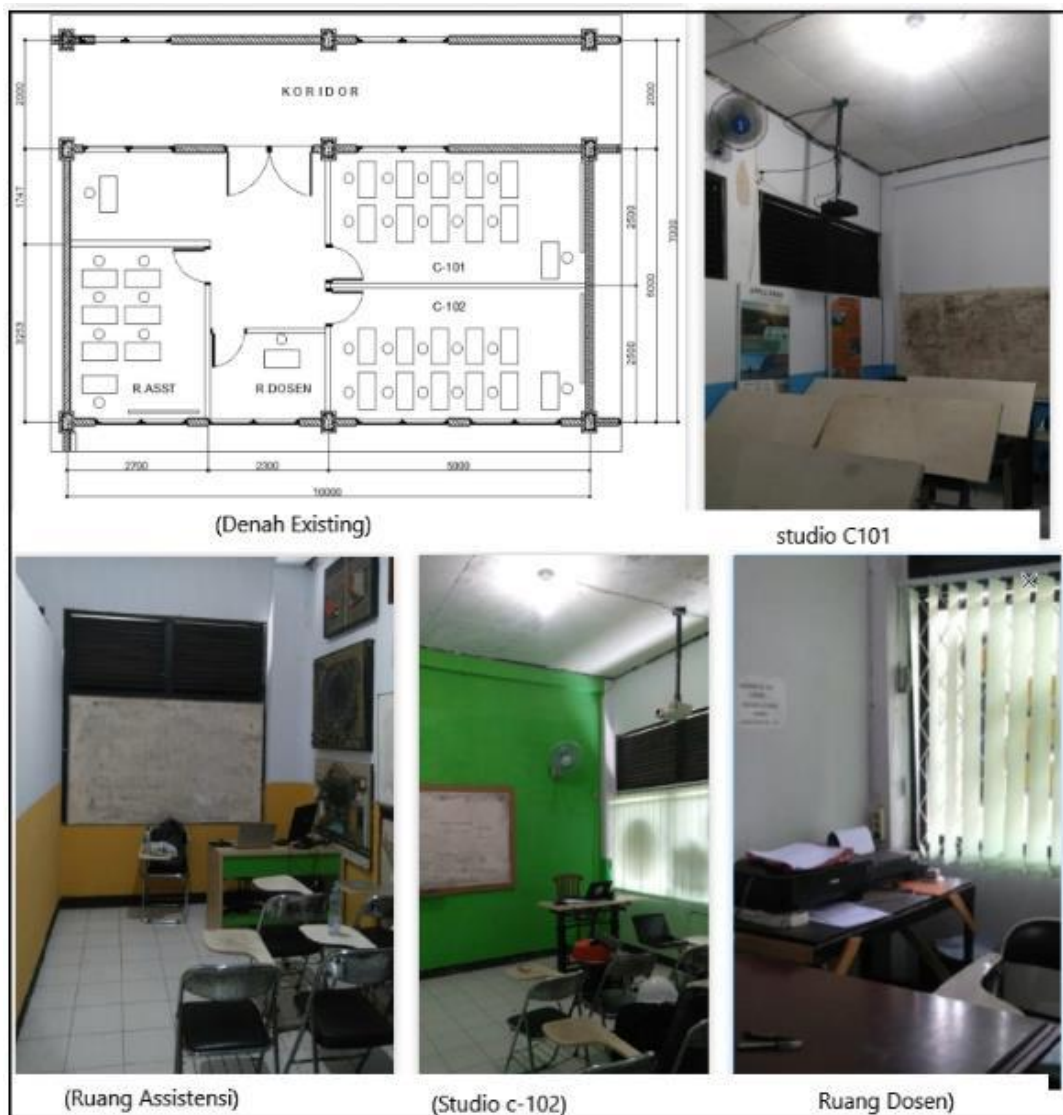 KORIDOR
2000
2000
1747
2500
7000
C-101
C-102
3253
2500
R.ASST
R.DOSEN
2700
2300
5000
10000
(Denah Existing)
studio C101
(Ruang Assistensi)
(Studio c-102)
Ruang Dosen)